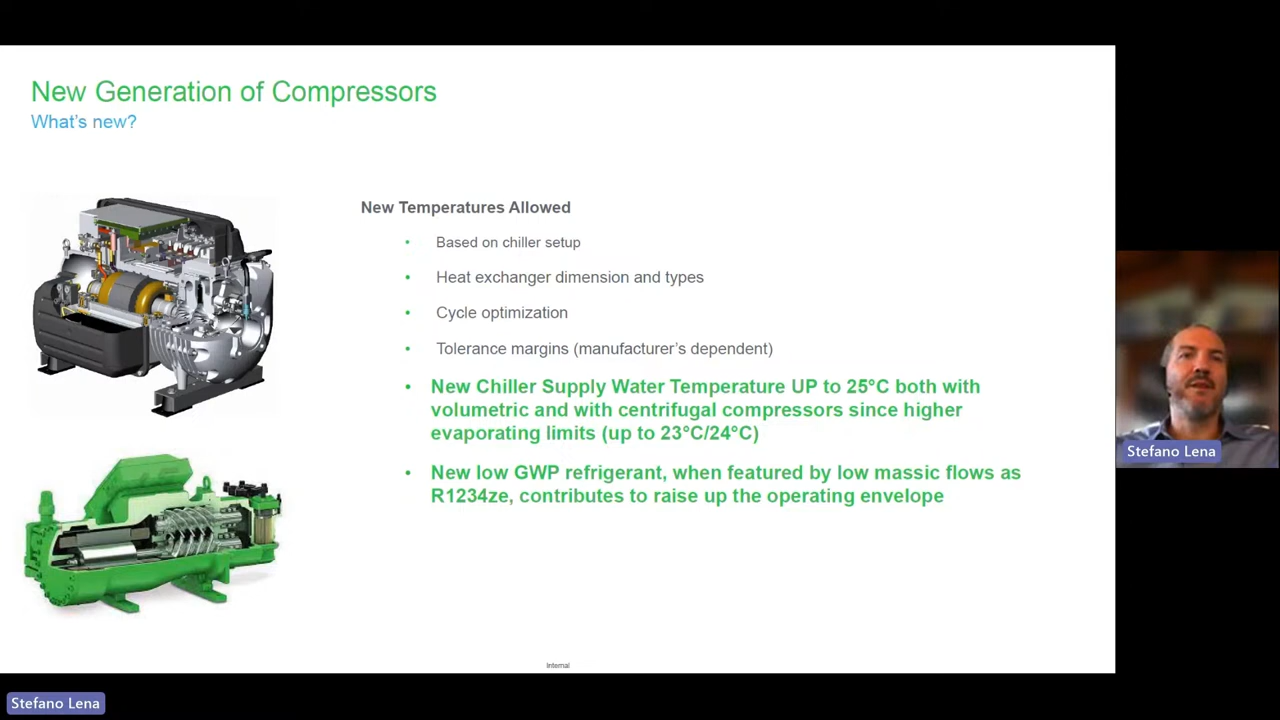 New Generation of Compressors
What's new?
New Temperatures Allowed
• Based on chiller setup
• Heat exchanger dimension and types
• Cycle optimization
• Tolerance margins (manufacturer's dependent)
• New Chiller Supply Water Temperature UP to 25°C both with
volumetric and with centrifugal compressors since higher
evaporating limits (up to 23°C/24°C)
• New low GWP refrigerant, when featured by low massic flows as
R1234ze, contributes to raise up the operating envelope
Internal
Stefano Lena
Stefano Lena